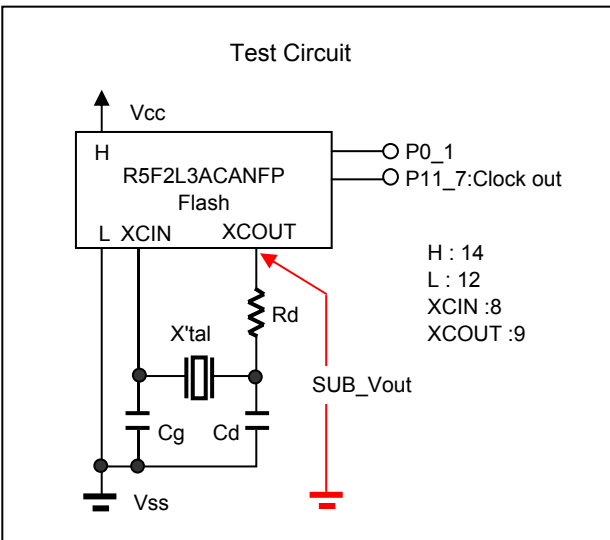 Test Circuit
Vcc
H
R5F2L3ACANFP
Flash
L XCIN XCOUT
P0_1
P11_7:Clock out
H : 14
L : 12
XCIN :8
XCOUT :9
Rd
X'tal
SUB_Vout
Cg Cd
Vss